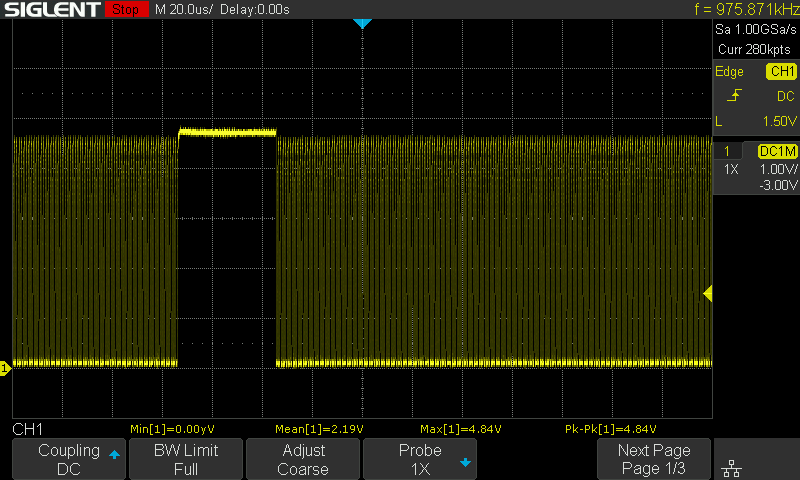 SIGLENT Stop M 20.0us/ Delay:0.00s f = 975.871kHz
Sa 1.00GSa/s
Curr 280kpts
Edge CH1
DC
L 1.50V
1 DC1M
1X 1.00V/
-3.00V
1
CH1 Min[1]=0.00yV Mean[1]=2.19V Max[1]=4.84V Pk-Pk[1]=4.84V
Coupling BW Limit Adjust Probe Next Page
DC Full Coarse 1X Page 1/3